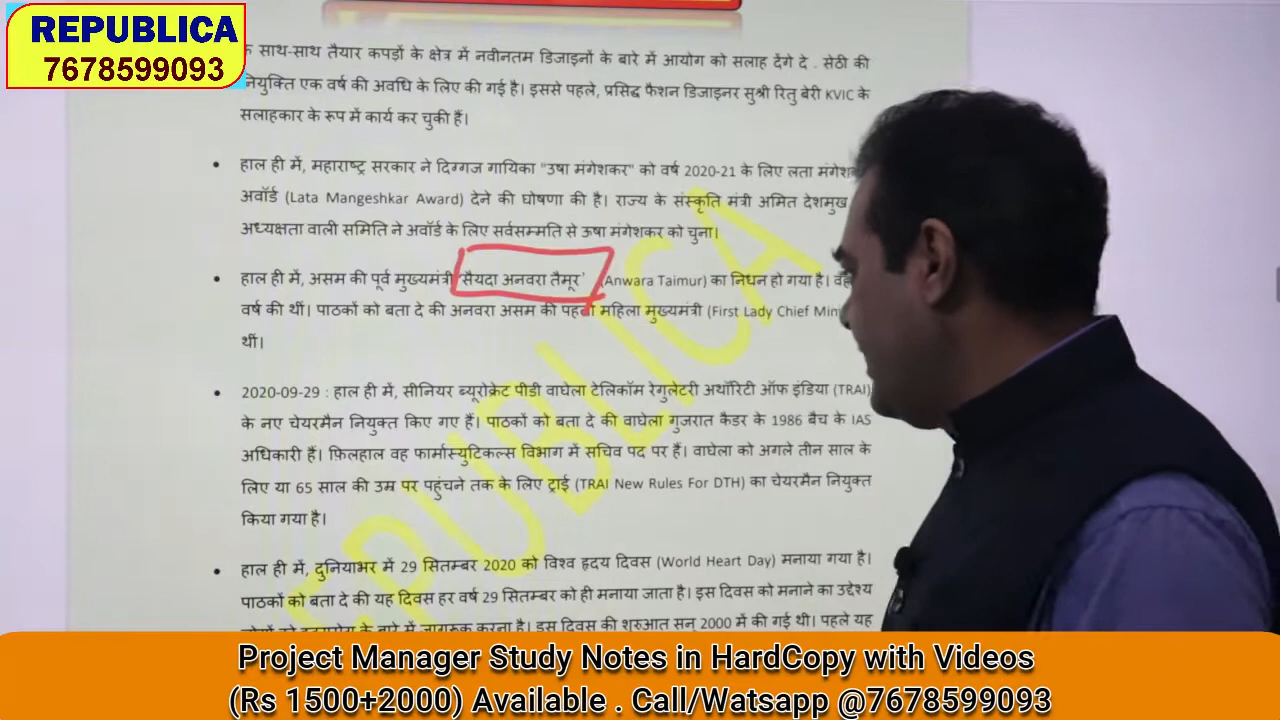 REPUBLICA
7678599093
के साथ-साथ तैयार कपड़ों के क्षेत्र में नवीनतम डिजाइनों के बारे में आयोग को सलाह देंगे दे . सेठी की
नियुक्ति एक वर्ष की अवधि के लिए की गई है। इससे पहले, प्रसिद्ध फैशन डिजाइनर सुश्री रितु बेरी KVIC के
सलाहकार के रूप में कार्य कर चुकी हैं।
• हाल ही में, महाराष्ट्र सरकार ने दिग्गज गायिका "उषा मंगेशकर" को वर्ष 2020-21 के लिए लता मंगेशकर
अवॉर्ड (Lata Mangeshkar Award) देने की घोषणा की है। राज्य के संस्कृति मंत्री अमित देशमुख
अध्यक्षता वाली समिति ने अवॉर्ड के लिए सर्वसम्मति से ऊषा मंगेशकर को चुना।
• हाल ही में, असम की पूर्व मुख्यमंत्री 'सैयदा अनवरा तैमूर' (Anwara Taimur) का निधन हो गया है।
वर्ष की थीं। पाठकों को बता दे की अनवरा असम की पहली महिला मुख्यमंत्री (First Lady Chief
थीं।
• 2020-09-29 : हाल ही में, सीनियर ब्यूरोक्रेट पीडी वाघेला टेलिकॉम रेगुलेटरी अथॉरिटी ऑफ इंडिया (TRAI)
के नए चेयरमैन नियुक्त किए गए हैं। पाठकों को बता दे की वाघेला गुजरात कैडर के 1986 बैच के IAS
अधिकारी हैं। फ़िलहाल वह फार्मास्युटिकल्स विभाग में सचिव पद पर हैं। वाघेला को अगले तीन साल के
लिए या 65 साल की उम्र पर पहुंचने तक के लिए ट्राई (TRAI New Rules For DTH) का चेयरमैन नियुक्त
किया गया है।
• हाल ही में, दुनियाभर में 29 सितम्बर 2020 को विश्व हृदय दिवस (World Heart Day) मनाया गया है।
पाठकों को बता दे की यह दिवस हर वर्ष 29 सितम्बर को ही मनाया जाता है। इस दिवस को मनाने का उद्देश्य
लोगों को हृदयरोग के बारे में जागरूक करना है। इस दिवस की शुरुआत सन् 2000 में की गई थी। पहले यह
EPUBLICA
Project Manager Study Notes in HardCopy with Videos
(Rs 1500+2000) Available . Call/Watsapp @7678599093